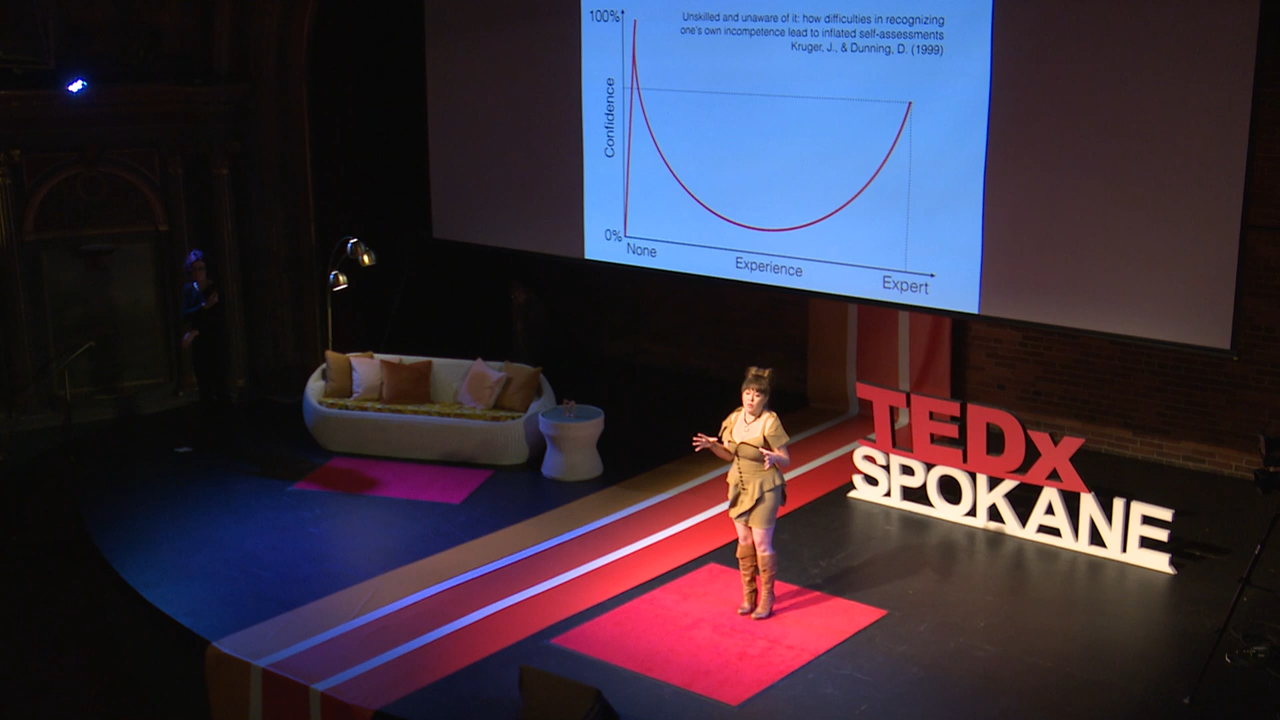 100%
Unskilled and unaware of it: how difficulties in recognizing
one's own incompetence lead to inflated self-assessments
Kruger, J., & Dunning, D. (1999)
Confidence
0%
None
Experience
Expert
TEDx
SPOKANE